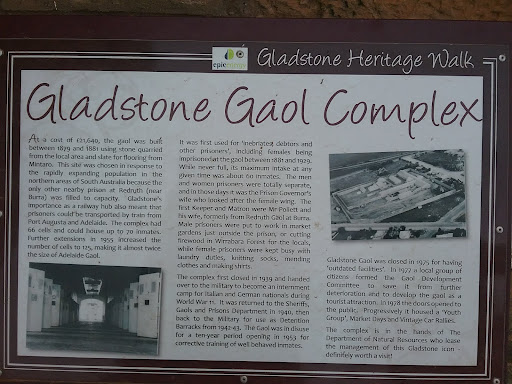 epicenergy
Gladstone Heritage Walk
Gladstone Gaol Complex
At a cost of £21,640, the gaol was built
between 1879 and 1881 using stone quarried
from the local area and slate for flooring from
Mintaro. This site was chosen in response to
the rapidly expanding population in the
northern areas of South Australia because the
only other nearby prison at Redruth (near
Burra) was filled to capacity. Gladstone's
importance as a railway hub also meant that
prisoners could be transported by train from
Port Augusta and Adelaide. The complex had
66 cells and could house up to 70 inmates.
Further extensions in 1955 increased the
number of cells to 125, making it almost twice
the size of Adelaide Gaol.
It was first used for 'inebriates, debtors and
other prisoners', including females being
imprisoned at the gaol between 1881 and 1929.
While never full, its maximum intake at any
given time was about 60 inmates. The men
and women prisoners were totally separate,
and in those days it was the Prison Governor's
wife who looked after the female wing. The
first Keeper and Matron were Mr Pollett and
his wife, formerly from Redruth Gaol at Burra.
Male prisoners were put to work in market
gardens just outside the prison, or cutting
firewood in Wirrabara Forest for the locals,
while female prisoners were kept busy with
laundry duties, knitting socks, mending
clothes and making shirts.
The complex first closed in 1939 and handed
over to the military to become an internment
camp for Italian and German nationals during
World War 11. It was returned to the Sheriffs,
Gaols and Prisons Department in 1940, then
back to the Military for use as Detention
Barracks from 1942-43. The Gaol was in disuse
for a ten-year period opening in 1953 for
corrective training of well behaved inmates.
Gladstone Gaol was closed in 1975 for having
'outdated facilities'. In 1977 a local group of
citizens formed the Gaol Development
Committee to save it from further
deterioration and to develop the gaol as a
tourist attraction. In 1978 the doors opened to
the public. Progressively it housed a 'Youth
Group', Market Days and Vintage Car Rallies.
The complex is in the hands of The
Department of Natural Resources who lease
the management of this Gladstone icon -
definitely worth a visit!